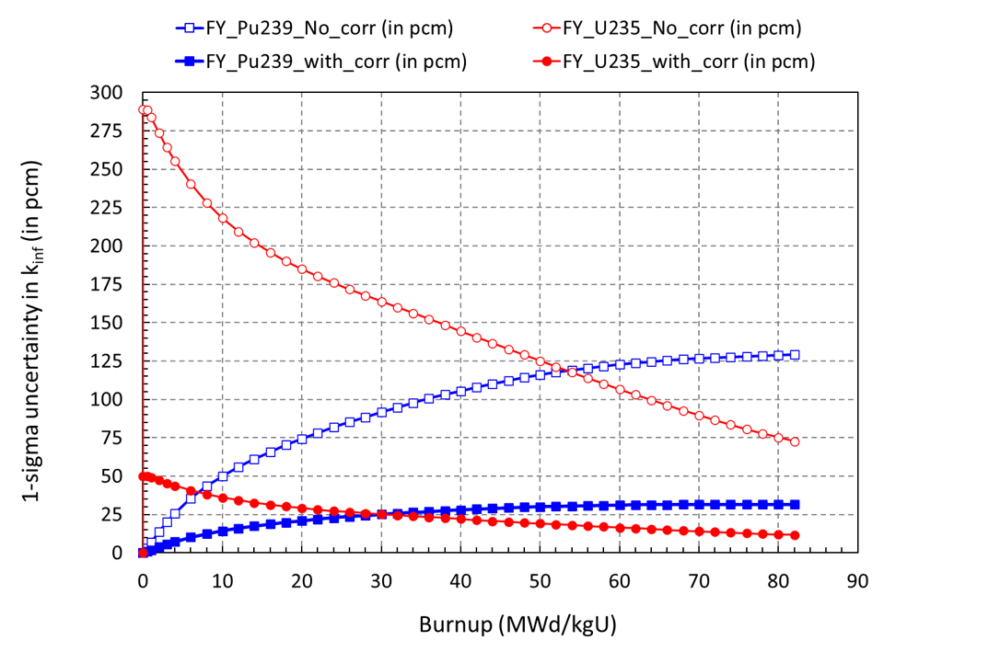 FY_Pu239_No_corr (in pcm) FY_U235_No_corr (in pcm)
FY_Pu239_with_corr (in pcm) FY_U235_with_corr (in pcm)
300
275
250
225
200
175
150
125
100
75
50
25
0
1-sigma uncertainty in kinf (in pcm)
0 10 20 30 40 50 60 70 80 90
Burnup (MWd/kgU)